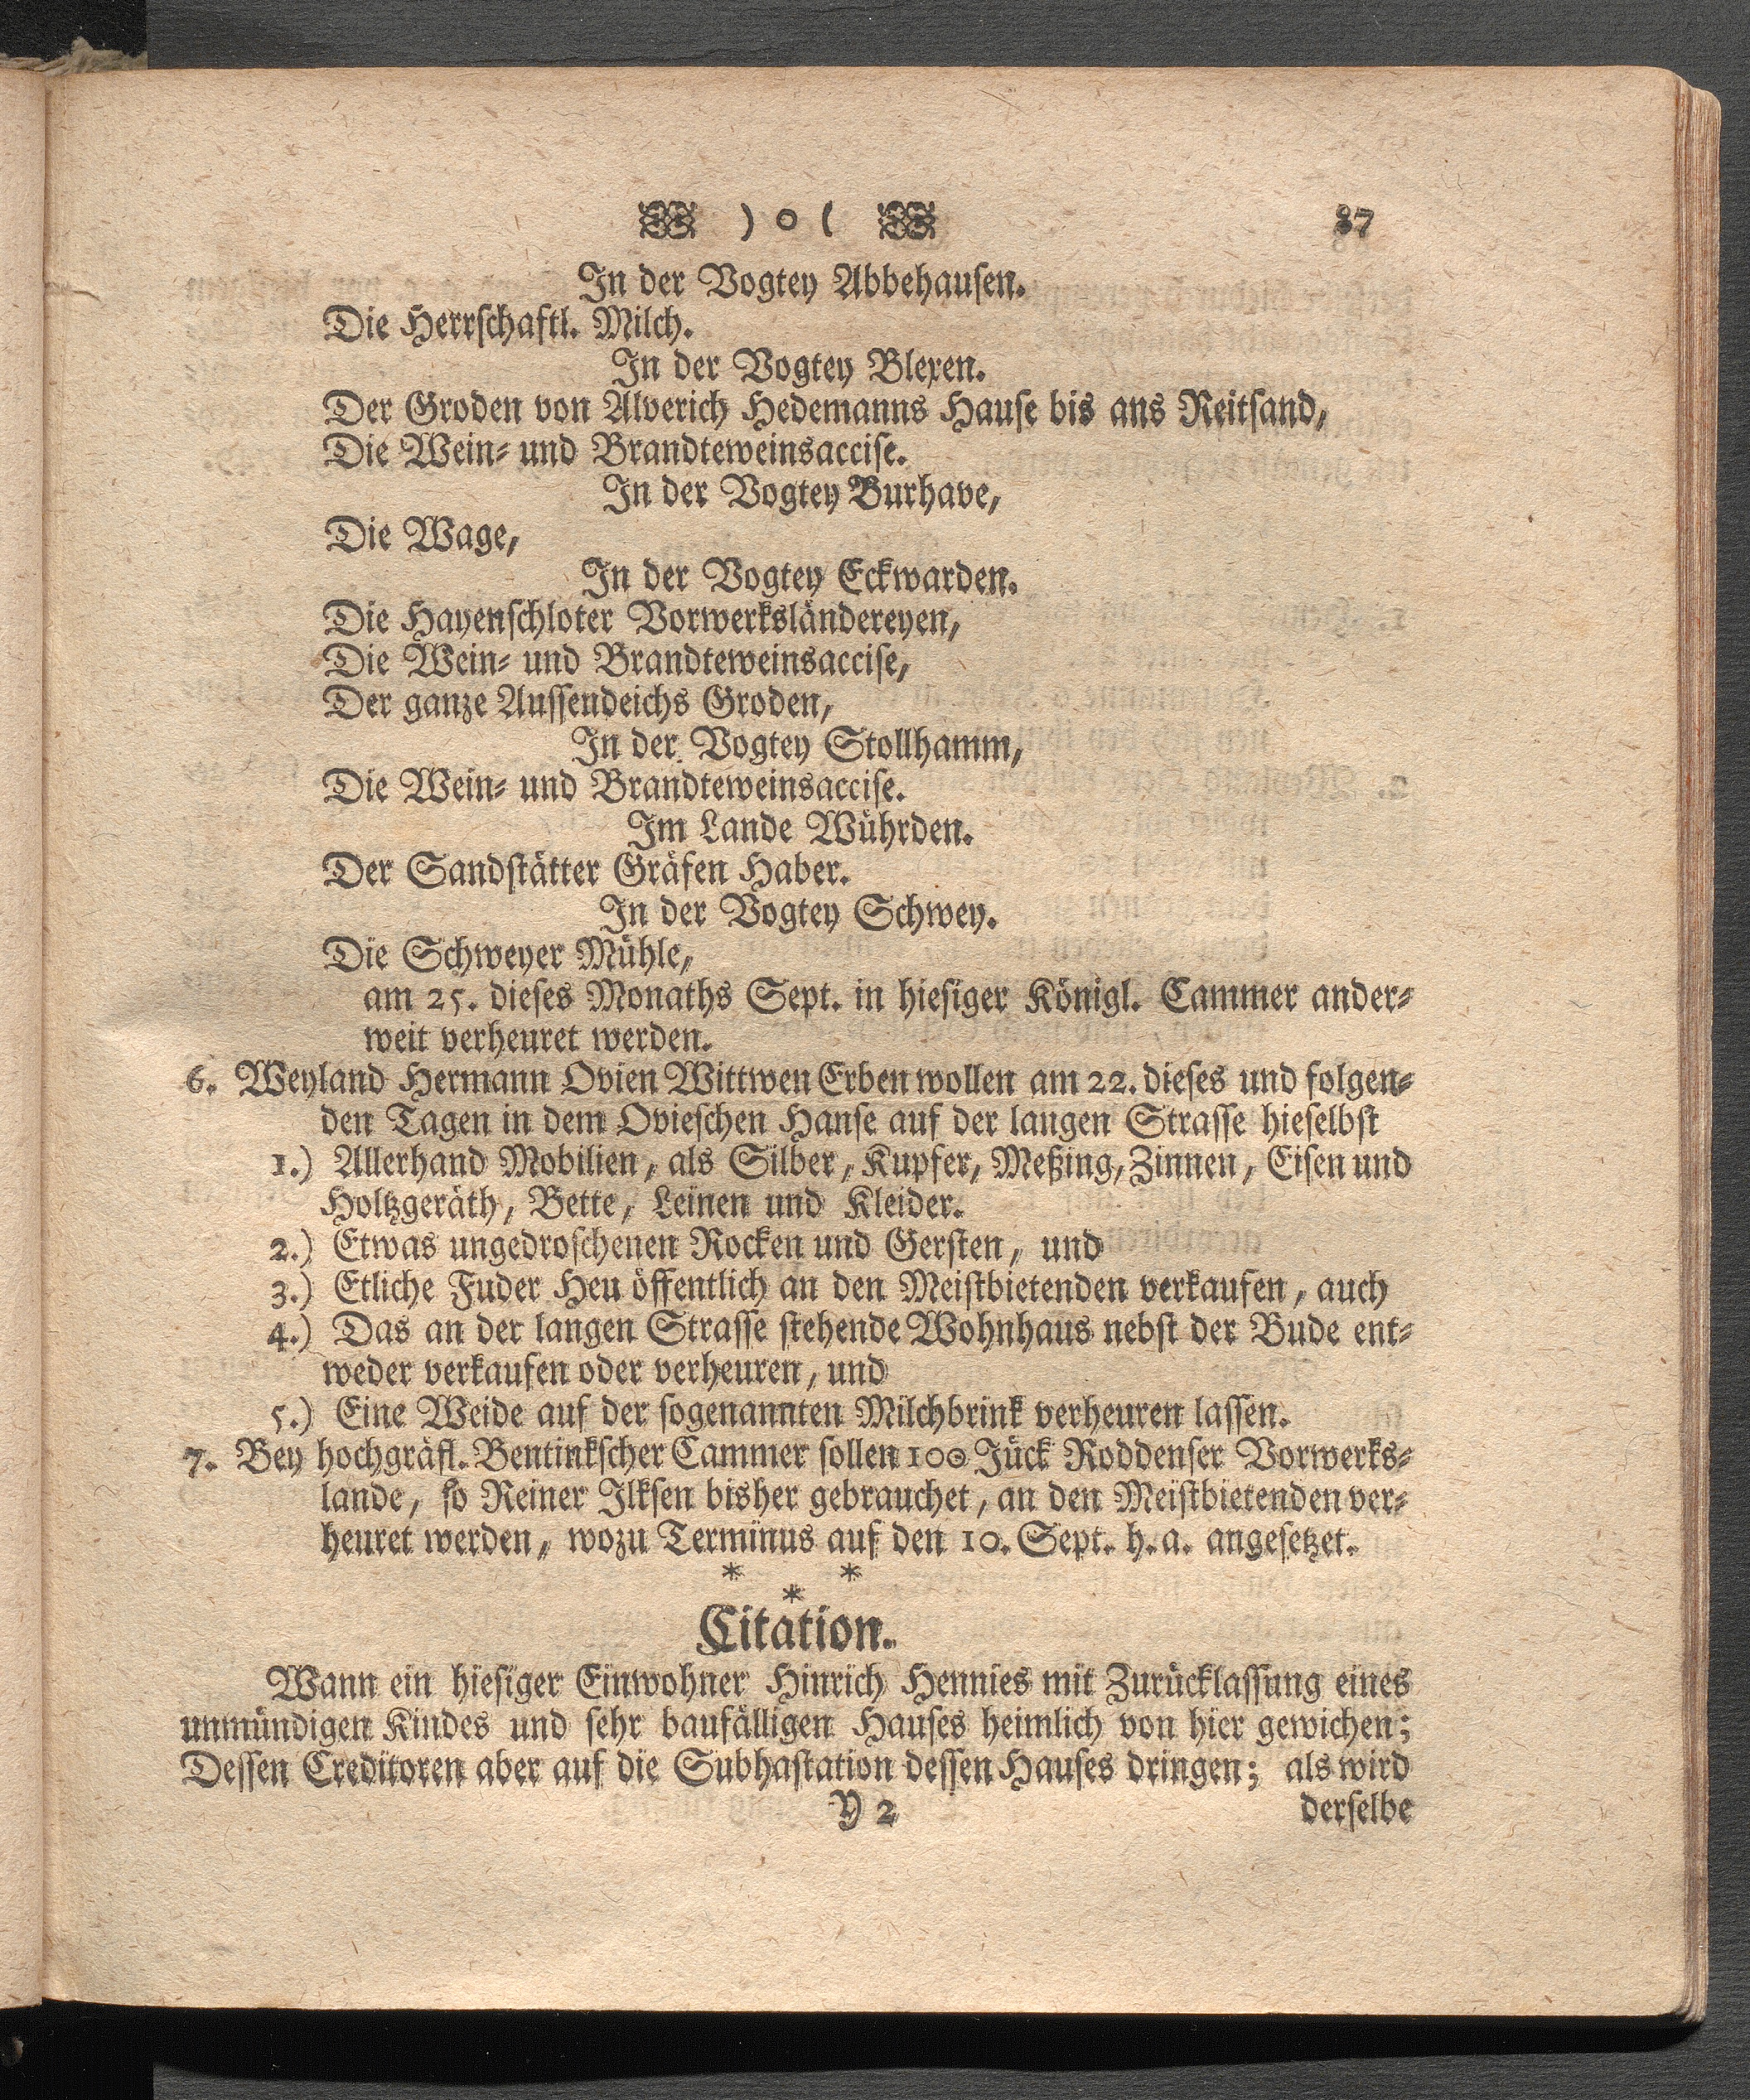 ) o ( 87
In der Vogtey Abbehausen.
Die Herrschaftl. Milch.
In der Vogtey Blexen.
Der Groden von Alverich Hedemanns Hause bis ans Reitsand,
Die Wein- und Brandteweinsaccise.
In der Vogtey Burhave,
Die Wage,
In der Vogtey Eckwarden.
Die Hayenschloter Vorwerksländereyen,
Die Wein- und Brandteweinsaccise,
Der ganze Aussendeichs Groden,
In der Vogtey Stollhamm,
Die Wein- und Brandteweinsaccise.
Im Lande Wührden.
Der Sandstätter Gräfen Haber.
In der Vogtey Schwey.
Die Schweyer Mühle,
am 25. dieses Monaths Sept. in hiesiger Königl. Cammer ander-
weit verheuret werden.
6. Weyland Hermann Ovien Wittwen Erben wollen am 22. dieses und folgen-
den Tagen in dem Ovieschen Hanse auf der langen Strasse hieselbst
1.) Allerhand Mobilien, als Silber, Kupfer, Meßing, Zinnen, Eisen und
Holtzgeräth, Bette, Leinen und Kleider.
2.) Etwas ungedroschenen Rocken und Gersten, und
3.) Etliche Fuder Heu öffentlich an den Meistbietenden verkaufen, auch
4.) Das an der langen Strasse stehende Wohnhaus nebst der Bude ent-
weder verkaufen oder verheuren, und
5.) Eine Weide auf der sogenannten Milchbrink verheuren lassen.
7. Bey hochgräfl. Bentinkscher Cammer sollen 100 Jück Roddenser Vorwerks-
lande, so Reiner Ilksen bisher gebrauchet, an den Meistbietenden ver-
heuret werden, wozu Terminus auf den 10. Sept. h. a. angesetzet.
* * *
Citation.
Wann ein hiesiger Einwohner Hinrich Hennies mit Zurücklassung eines
unmündigen Kindes und sehr baufälligen Hauses heimlich von hier gewichen;
Dessen Creditoren aber auf die Subhastation dessen Hauses dringen; als wird
Y 2 derselbe